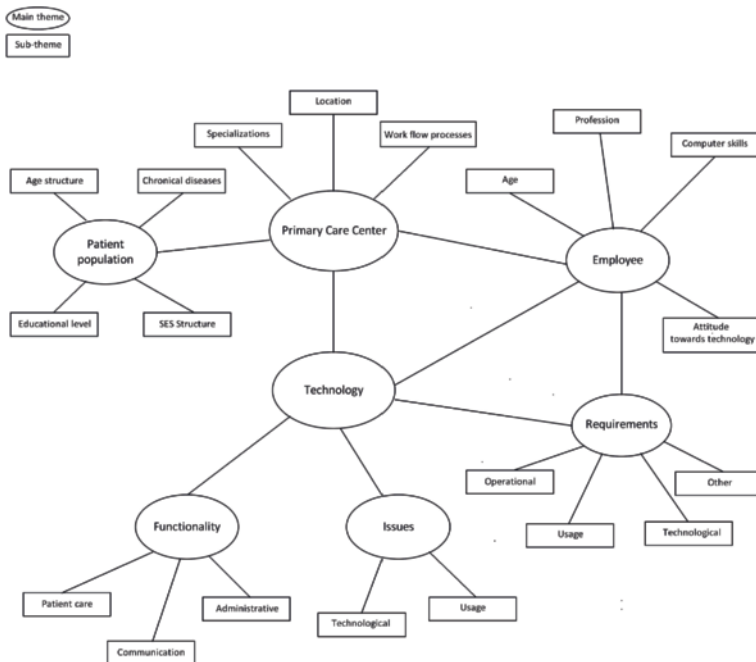 Main theme
Sub-theme
Location
Specializations
Work flow processes
Profession
Computer skills
Age structure
Chronical diseases
Age
Patient
population
Primary Care Center
Employee
Educational level
SES Structure
Attitude
towards technology
Technology
Requirements
Operational
Other
Usage
Technological
Functionality
Issues
Patient care
Administrative
Communication
Technological
Usage